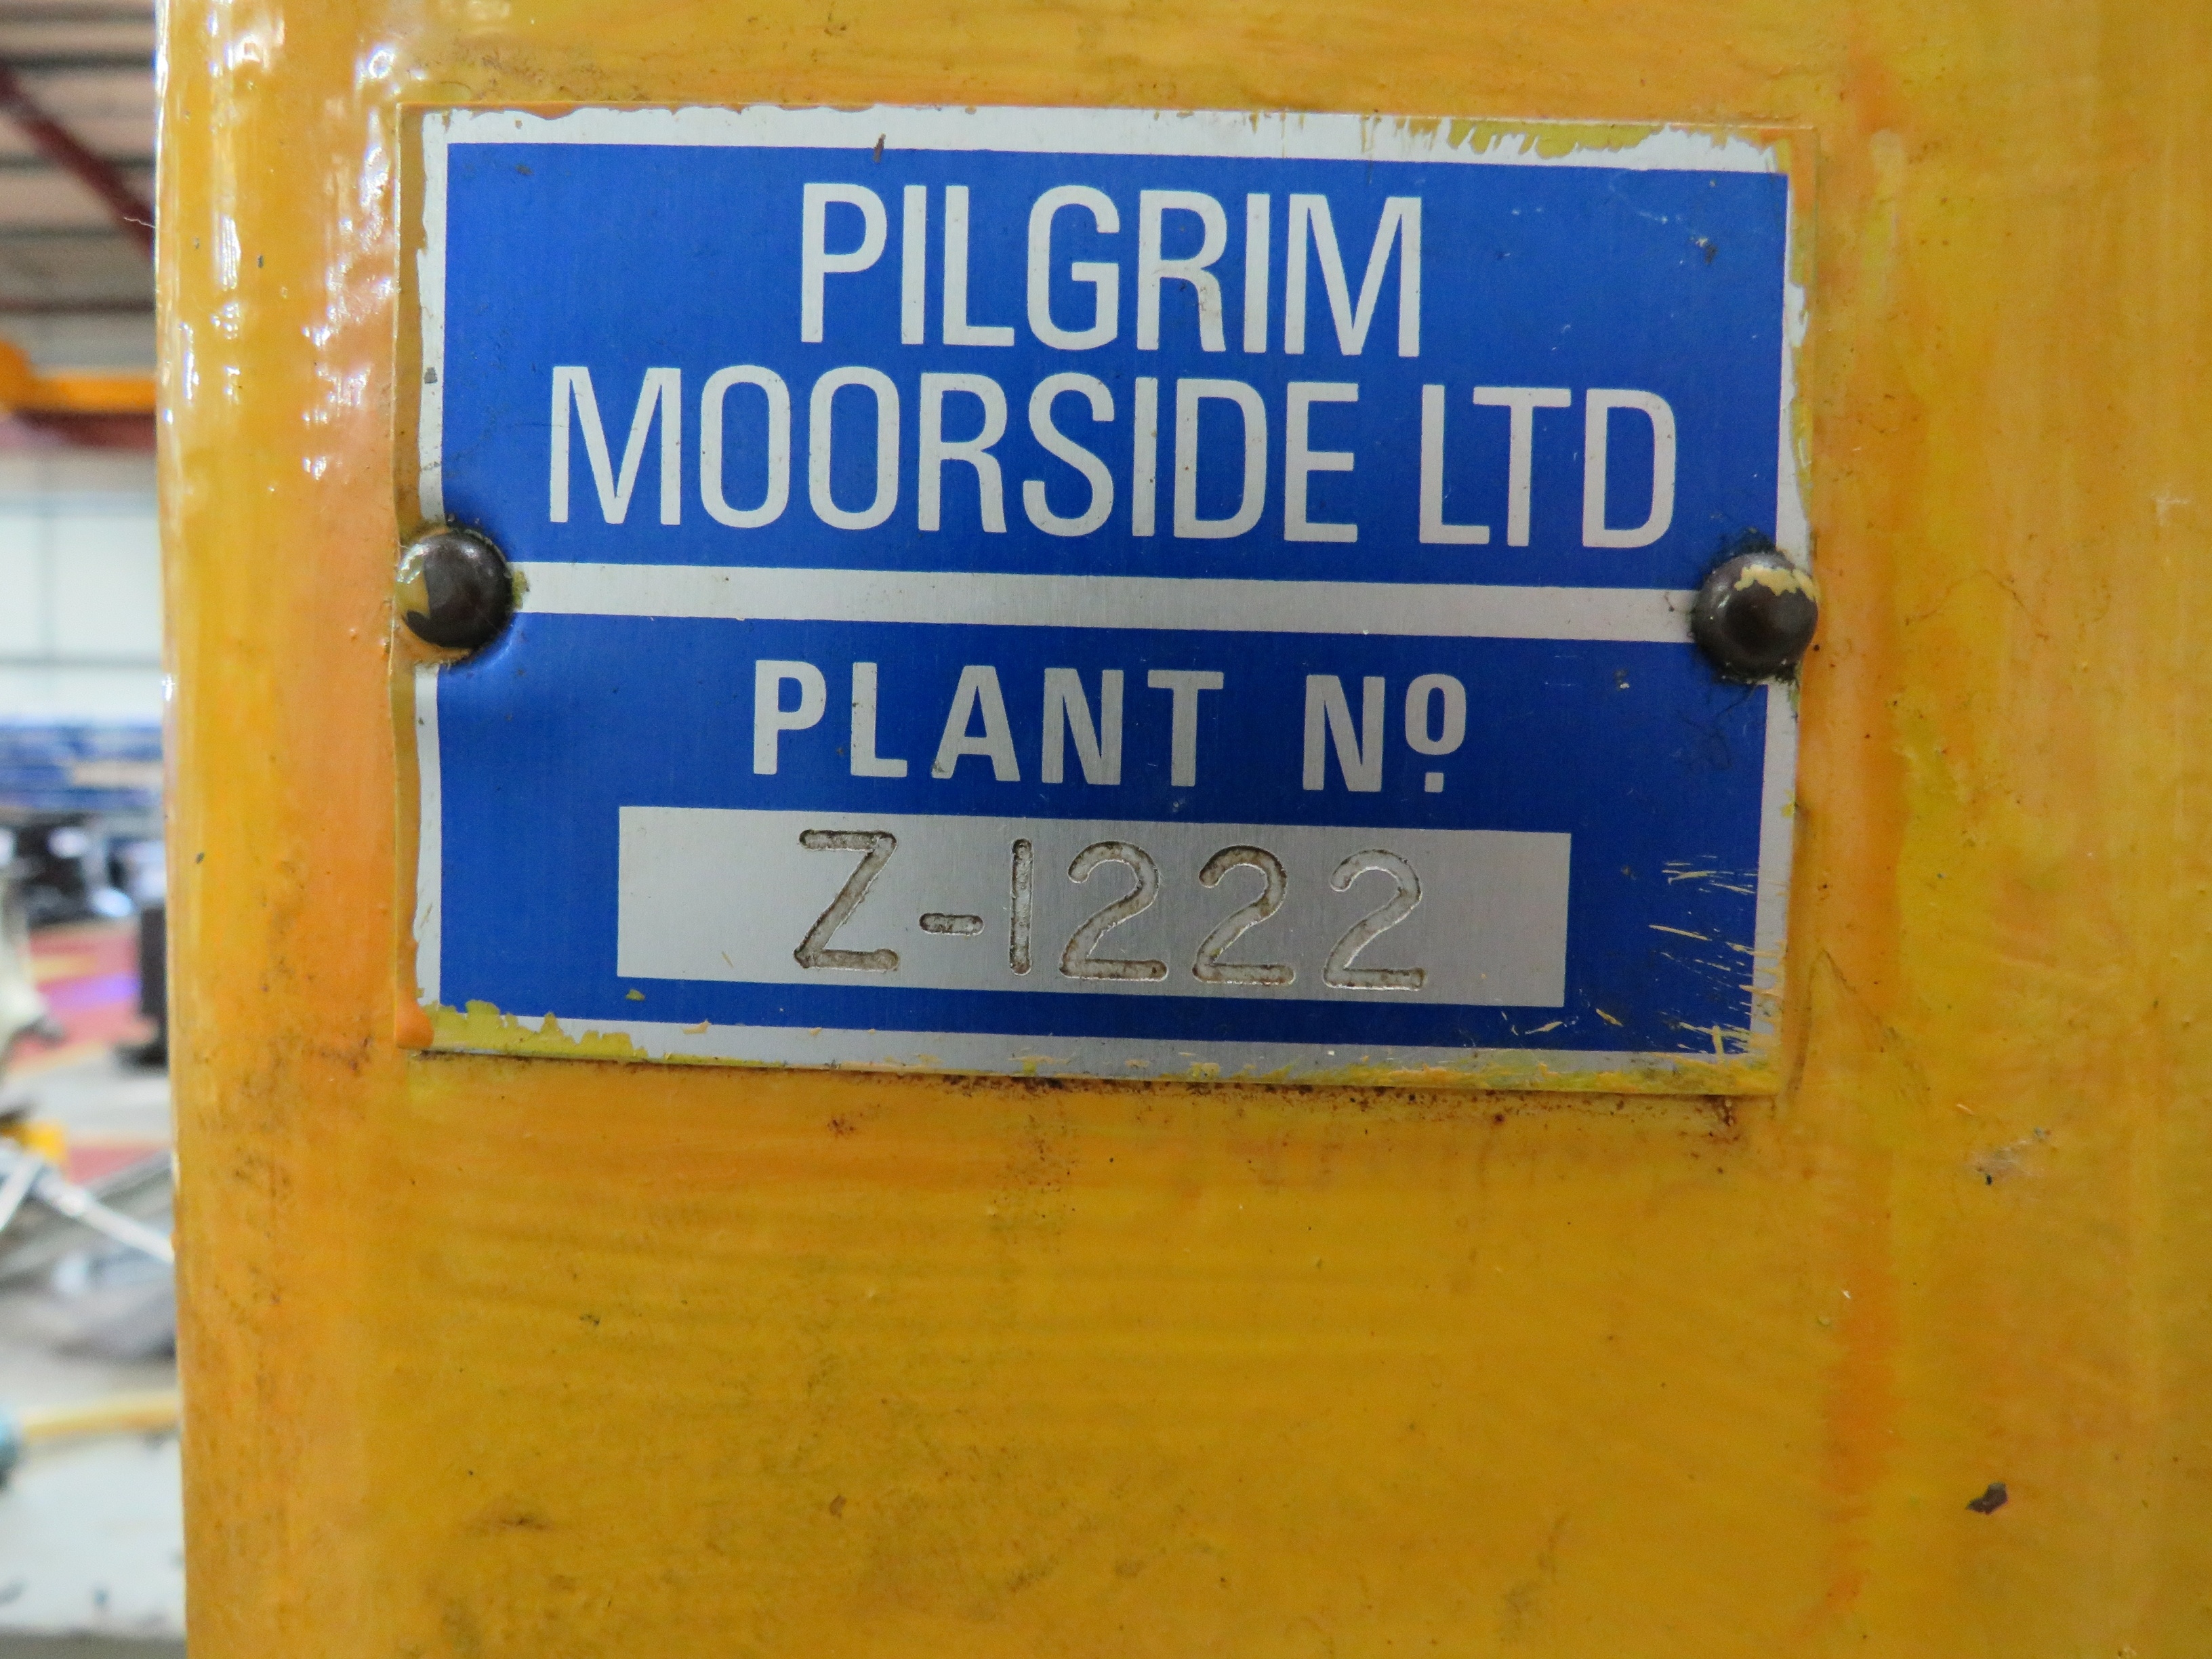 PILGRIM
MOORSIDE LTD
PLANT Nº
Z-1222